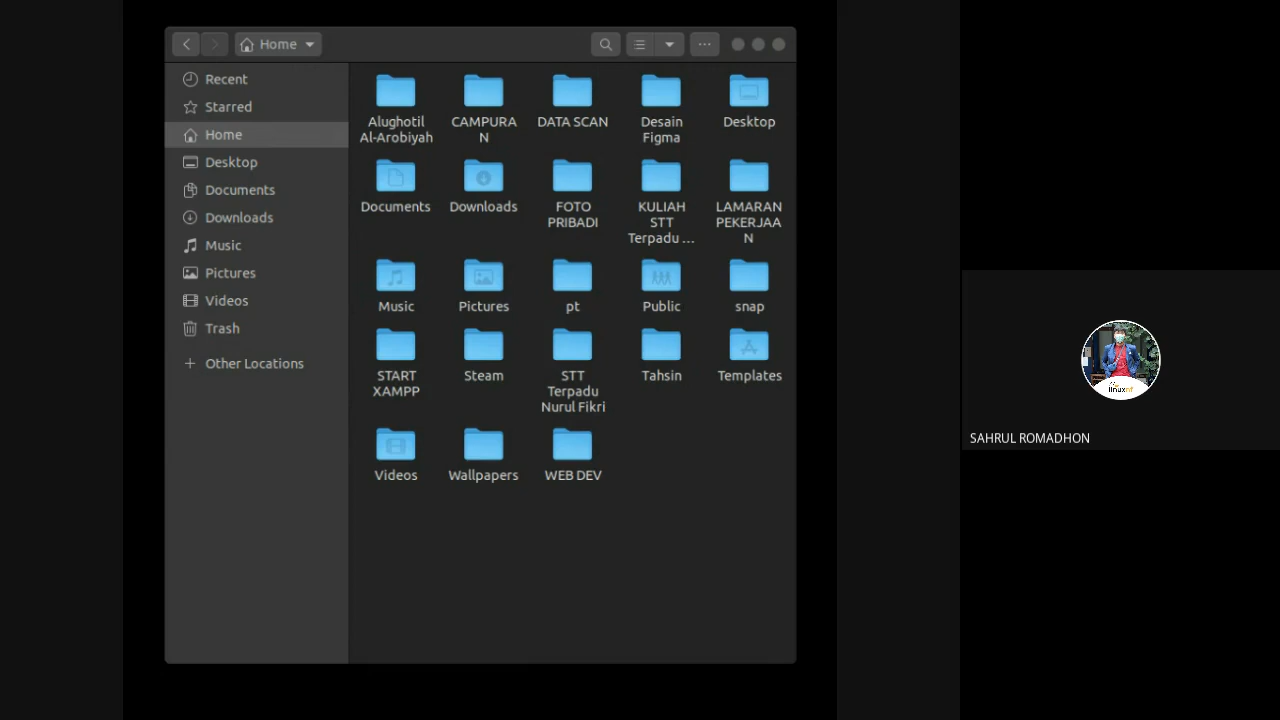 Home
Recent
Starred
Home
Desktop
Documents
Downloads
Music
Pictures
Videos
Trash
Other Locations
Alughotil
Al-Arobiyah
CAMPURA
N
DATA SCAN
Desain
Figma
Desktop
Documents
Downloads
FOTO
PRIBADI
KULIAH
STT
Terpadu ...
LAMARAN
PEKERJAA
N
Music
Pictures
pt
Public
snap
START
XAMPP
Steam
STT
Terpadu
Nurul Fikri
Tahsin
Templates
Videos
Wallpapers
WEB DEV
linuxnf
SAHRUL ROMADHON